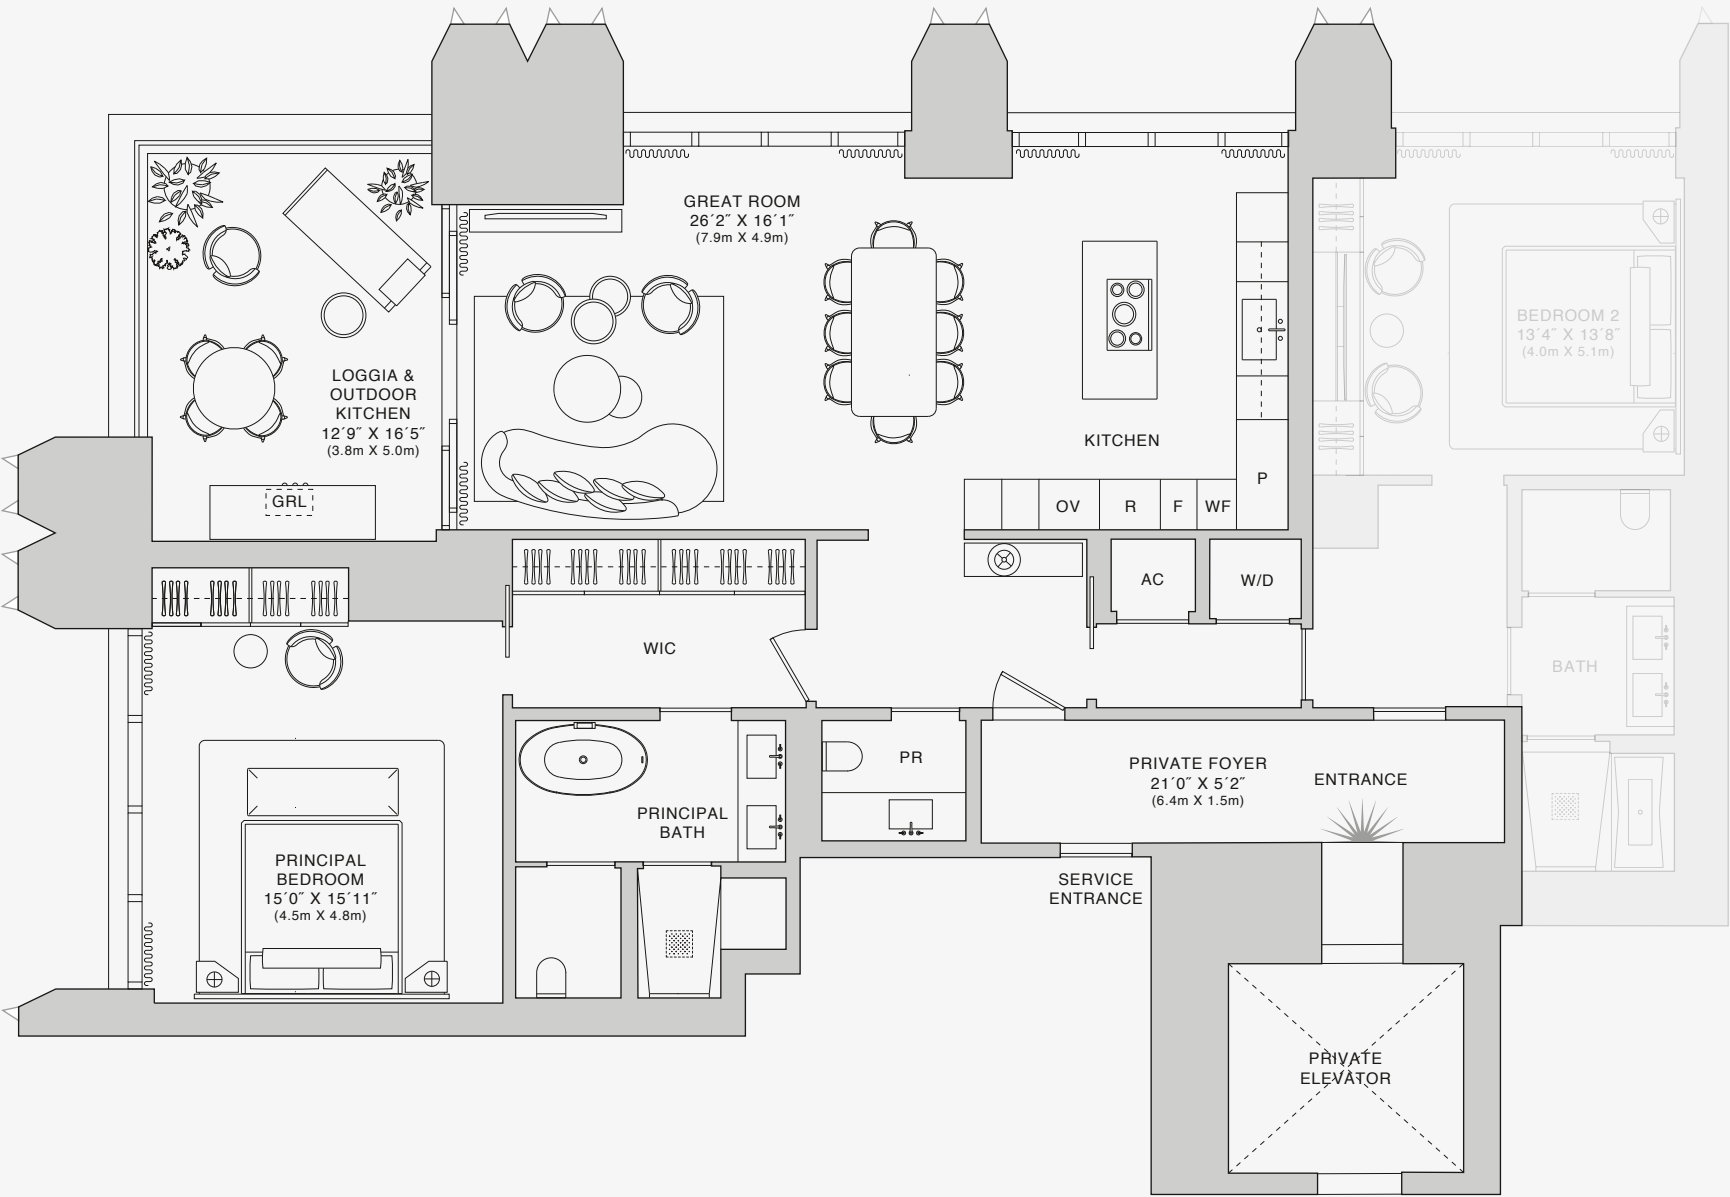 GREAT ROOM
26´2˝ X 16´1˝
(7.9m X 4.9m)
LOGGIA &
OUTDOOR
KITCHEN
12´9˝ X 16´5˝
(3.8m X 5.0m)
GRL
KITCHEN
OV
R
F
WF
P
BEDROOM 2
13´4˝ X 13´8˝
(4.0m X 5.1m)
AC
W/D
WIC
BATH
PR
PRIVATE FOYER
21´0˝ X 5´2˝
(6.4m X 1.5m)
ENTRANCE
PRINCIPAL
BATH
PRINCIPAL
BEDROOM
15´0˝ X 15´11˝
(4.5m X 4.8m)
SERVICE
ENTRANCE
PRIVATE
ELEVATOR